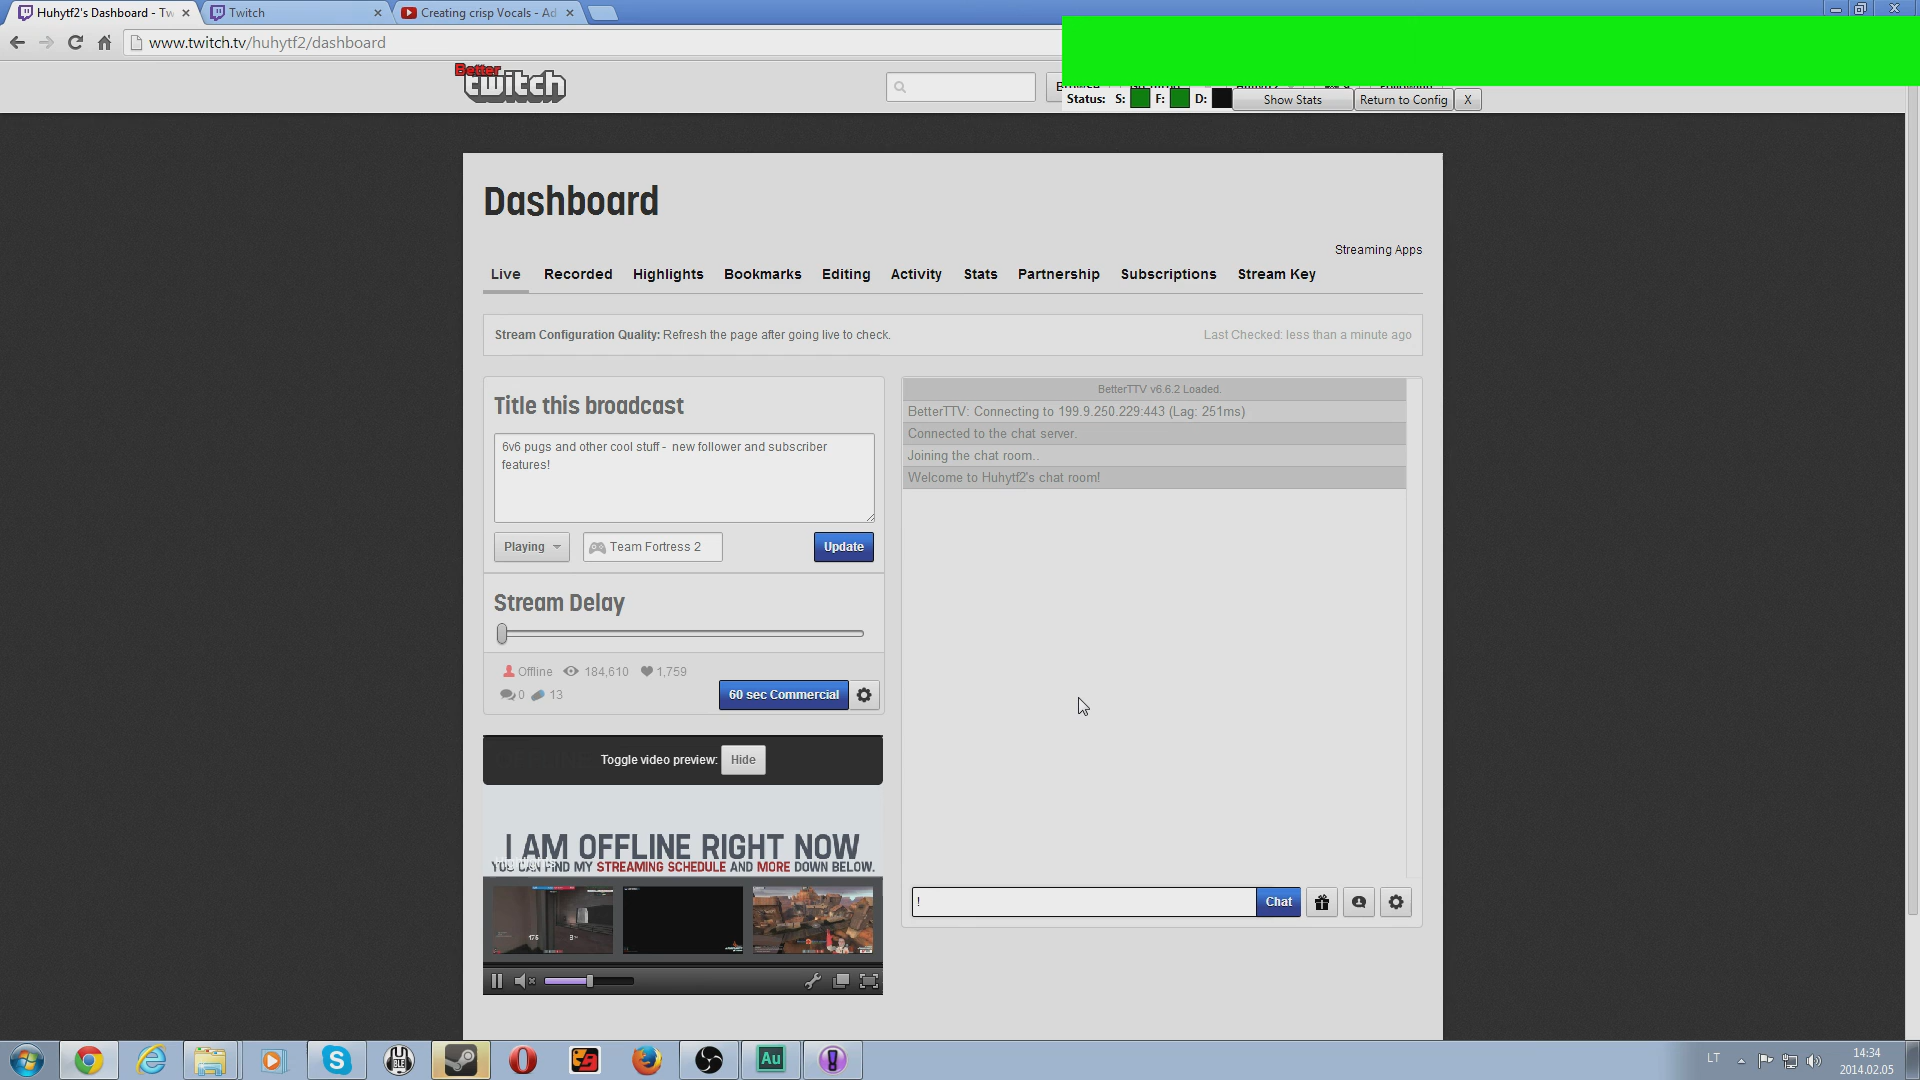 Huhytf2's Dashboard - Tw
Twitch
Creating crisp Vocals - Ad
www.twitch.tv/huhytf2/dashboard
Better
twitch
Status: S: F: D: Show Stats Return to Config X
Dashboard
Streaming Apps
Live Recorded Highlights Bookmarks Editing Activity Stats Partnership Subscriptions Stream Key
Stream Configuration Quality: Refresh the page after going live to check.
Last Checked: less than a minute ago
Title this broadcast
6v6 pugs and other cool stuff - new follower and subscriber
features!
Playing
Team Fortress 2
Update
Stream Delay
Offline 184,610 1,759
0 13
60 sec Commercial
Toggle video preview: Hide
I AM OFFLINE RIGHT NOW
YOU CAN FIND MY STREAMING SCHEDULE AND MORE DOWN BELOW.
BetterTTV v6.6.2 Loaded.
BetterTTV: Connecting to 199.9.250.229:443 (Lag: 251ms)
Connected to the chat server.
Joining the chat room..
Welcome to Huhytf2's chat room!
!
Chat
Au
LT
14:34
2014.02.05